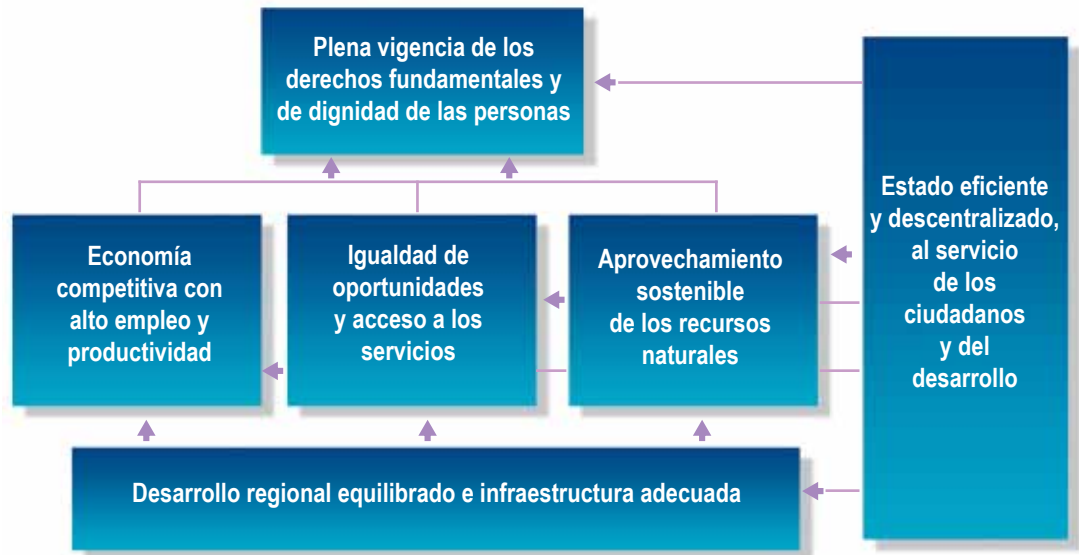 Plena vigencia de los
derechos fundamentales y
de dignidad de las personas
Economía
competitiva con
alto empleo y
productividad
Igualdad de
oportunidades
y acceso a los
servicios
Aprovechamiento
sostenible
de los recursos
naturales
Estado eficiente
y descentralizado,
al servicio
de los
ciudadanos
y del
desarrollo
Desarrollo regional equilibrado e infraestructura adecuada